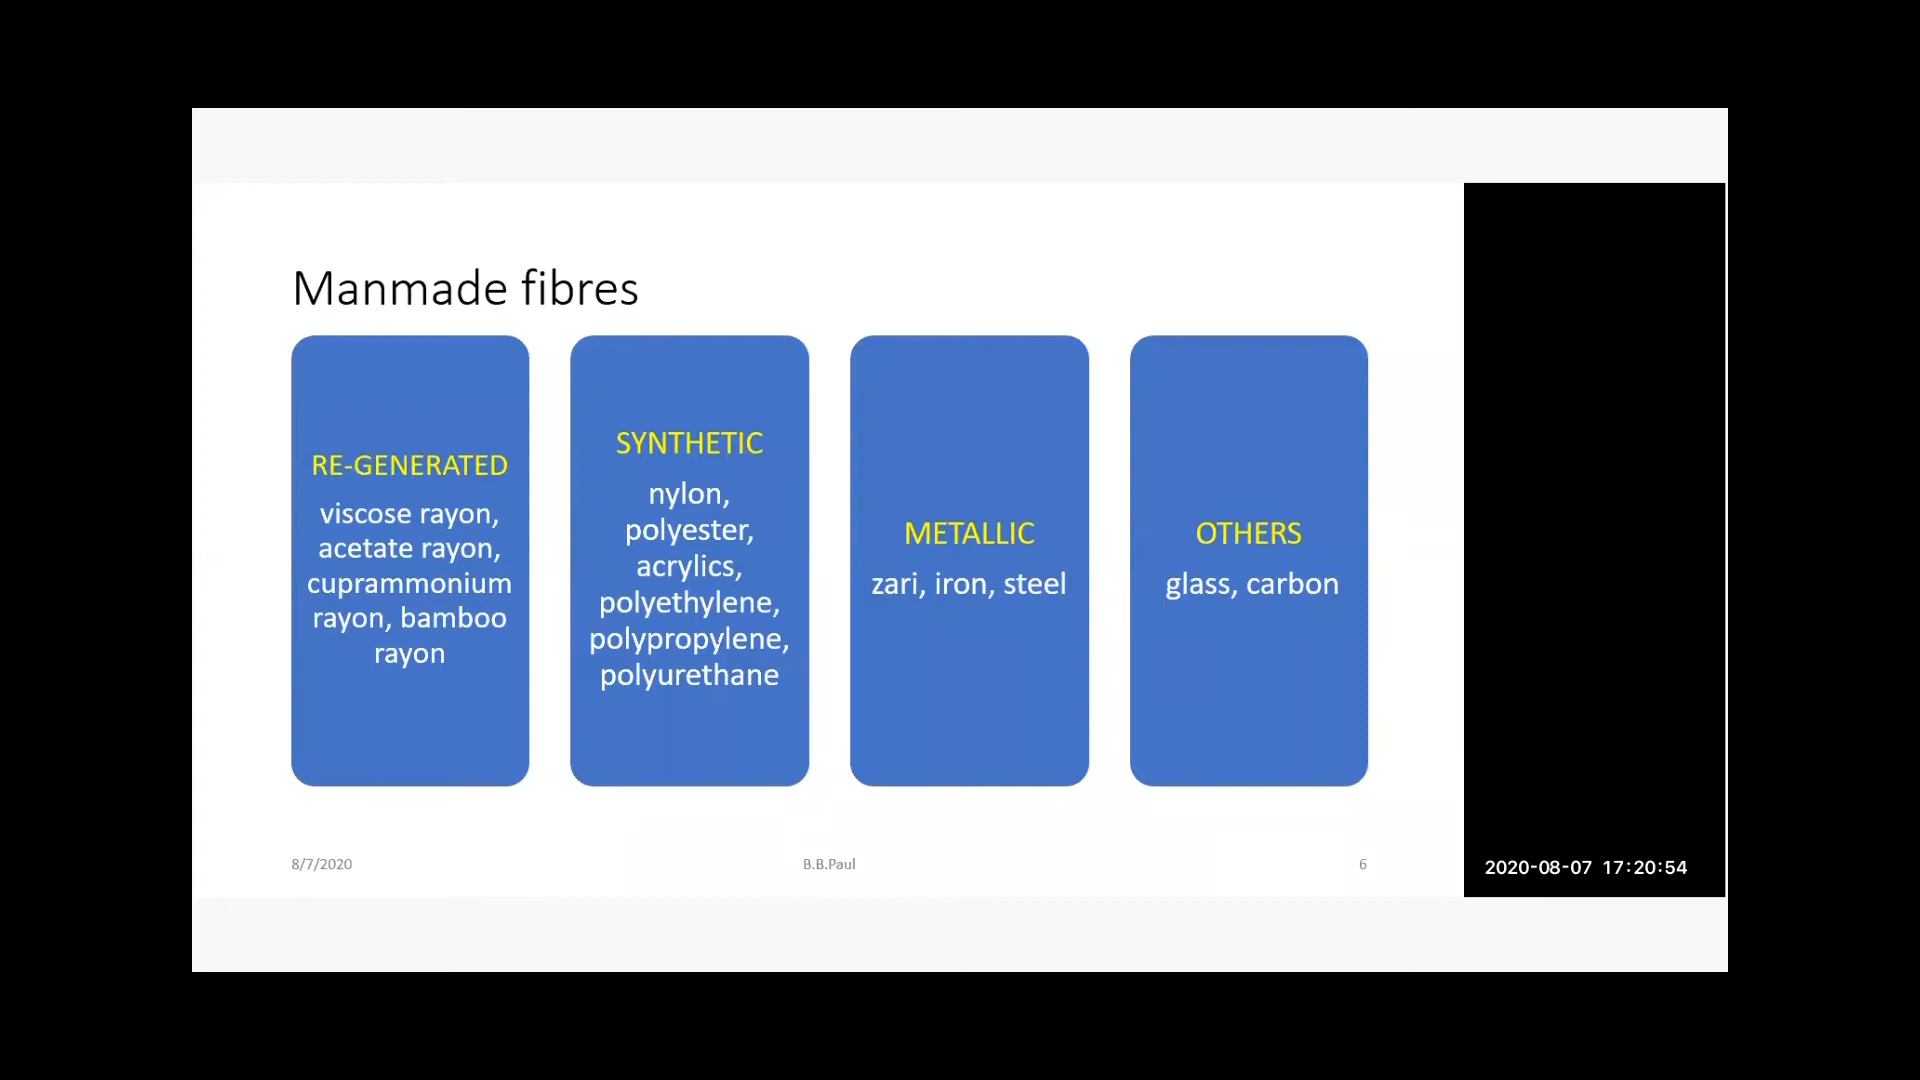 Manmade fibres
RE-GENERATED
viscose rayon,
acetate rayon,
cuprammonium
rayon, bamboo
rayon
SYNTHETIC
nylon,
polyester,
acrylics,
polyethylene,
polypropylene,
polyurethane
METALLIC
zari, iron, steel
OTHERS
glass, carbon
8/7/2020
B.B.Paul
6
2020-08-07 17:20:54